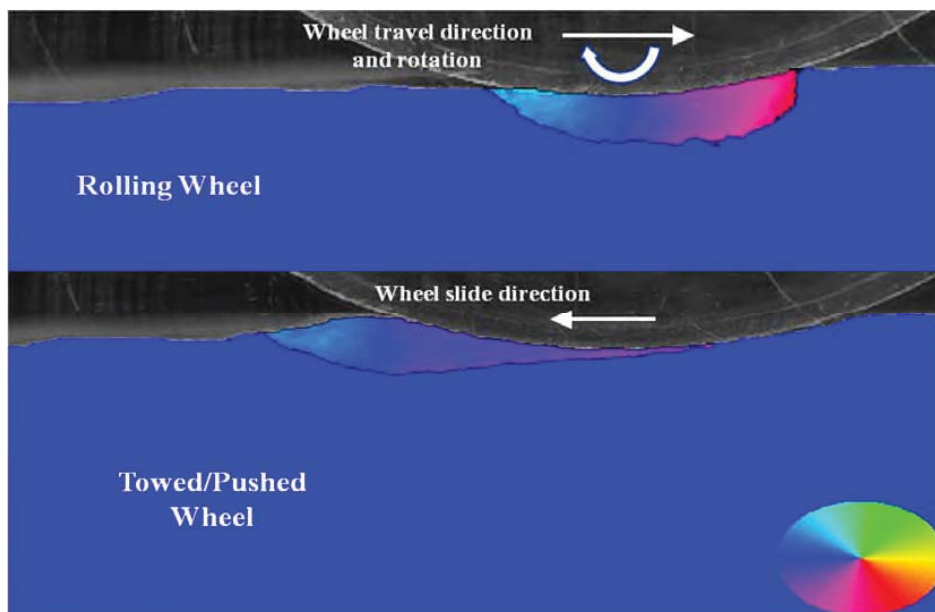 Wheel travel direction
and rotation
Rolling Wheel
Wheel slide direction
Towed/Pushed
Wheel